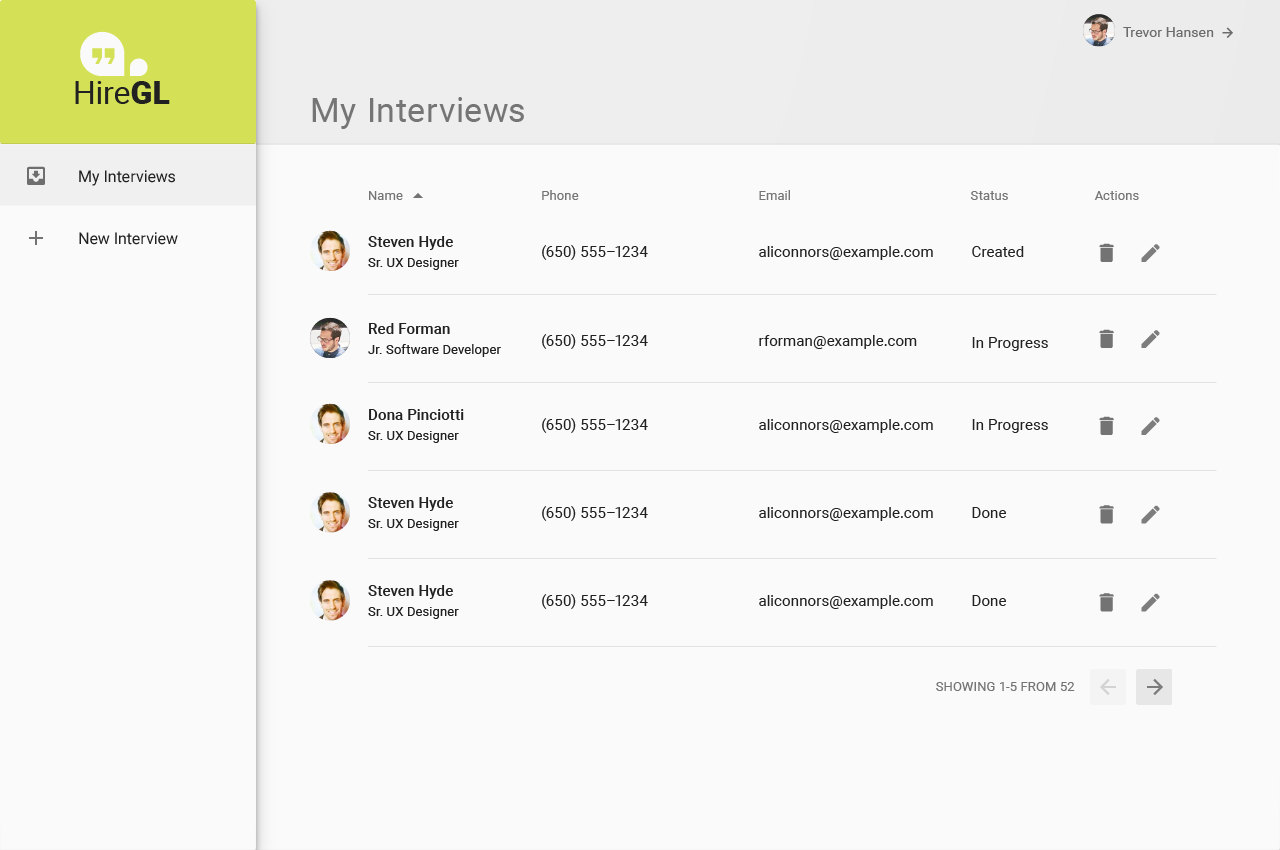 HireGL
Trevor Hansen
My Interviews
My Interviews
New Interview
Name Phone Email Status Actions
Steven Hyde
Sr. UX Designer
(650) 555–1234 aliconnors@example.com Created
Red Forman
Jr. Software Developer
(650) 555–1234 rforman@example.com In Progress
Dona Pinciotti
Sr. UX Designer
(650) 555–1234 aliconnors@example.com In Progress
Steven Hyde
Sr. UX Designer
(650) 555–1234 aliconnors@example.com Done
Steven Hyde
Sr. UX Designer
(650) 555–1234 aliconnors@example.com Done
SHOWING 1-5 FROM 52